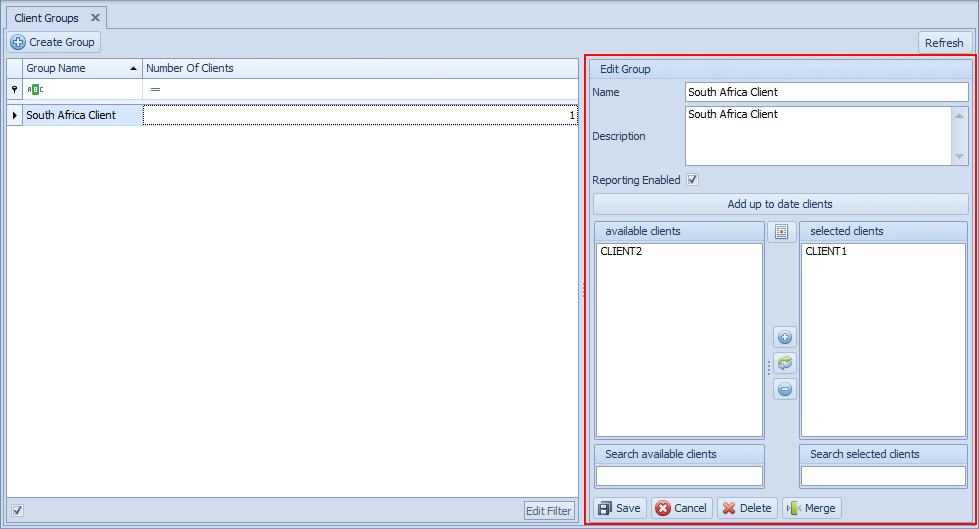 Client Groups
Create Group
Refresh
Group Name
Number Of Clients
ABC
=
South Africa Client
1
Edit Filter
Edit Group
Name
South Africa Client
Description
South Africa Client
Reporting Enabled
Add up to date clients
available clients
selected clients
CLIENT2
CLIENT1
Search available clients
Search selected clients
Save
Cancel
Delete
Merge